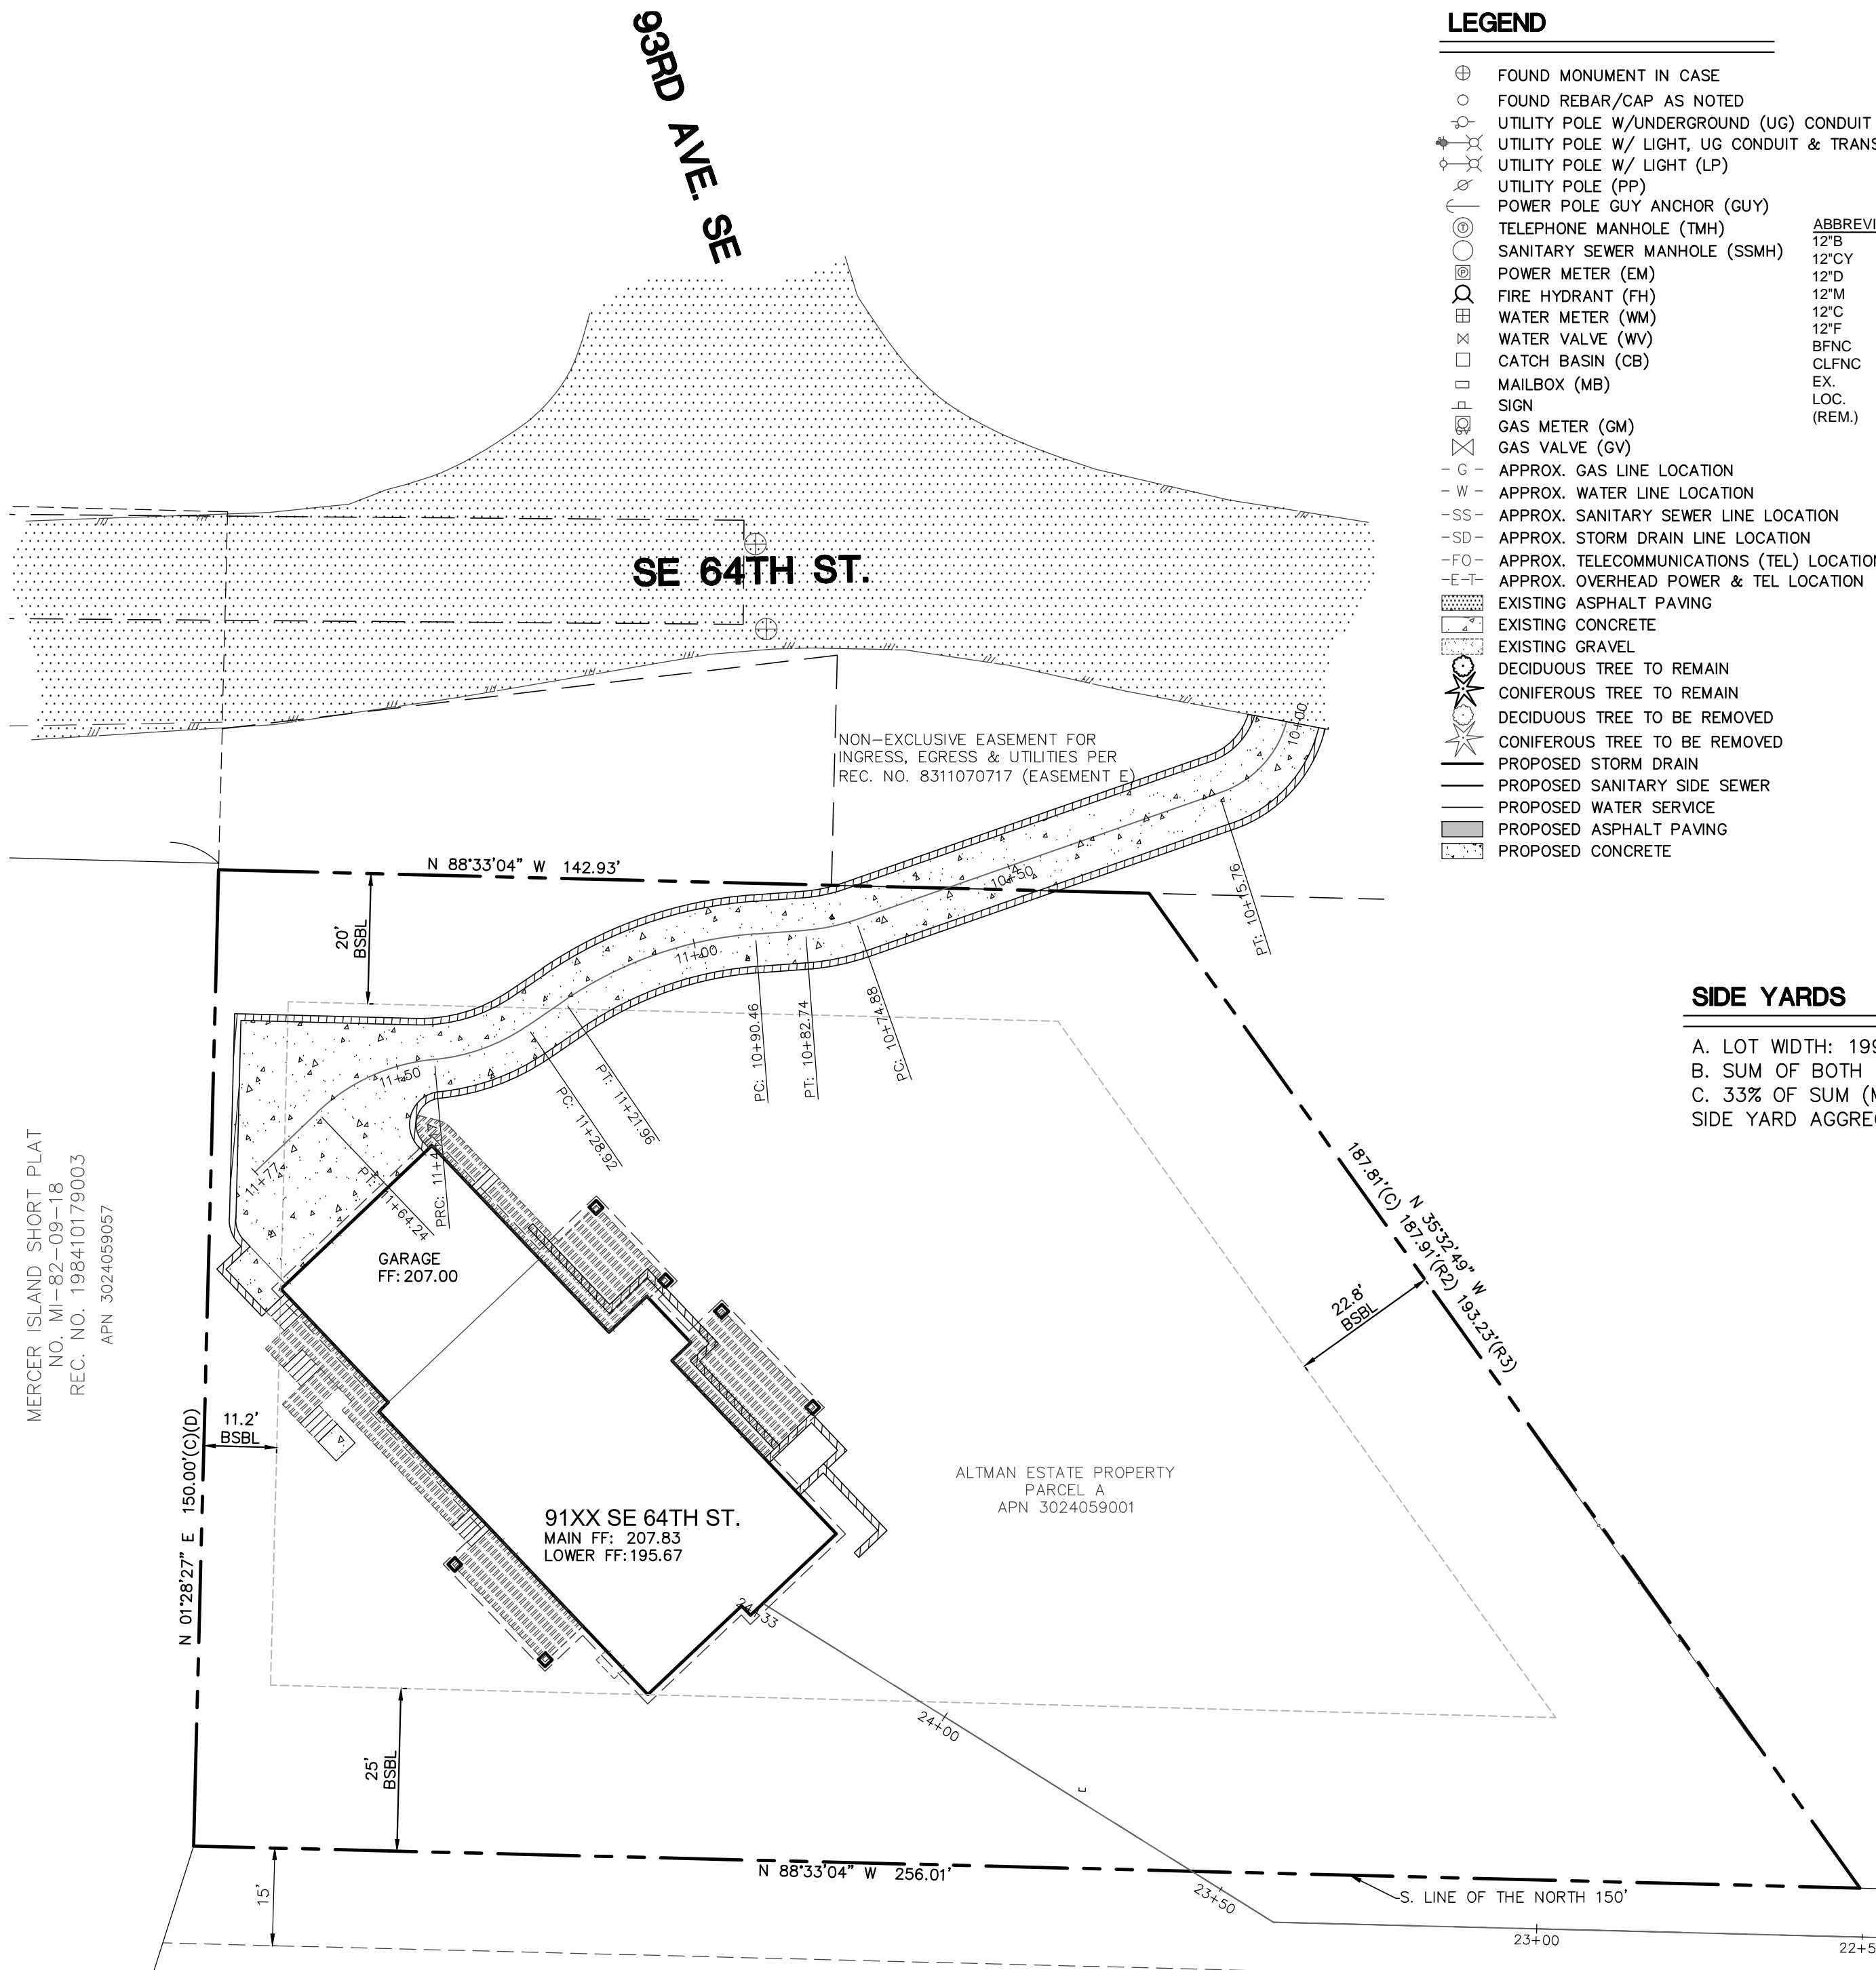 93RD AVE. SE
SE 64TH ST.
NON-EXCLUSIVE EASEMENT FOR
INGRESS, EGRESS & UTILITIES PER
REC. NO. 8311070717 (EASEMENT E)
10+00
PT: 10+15.76
10+50
N 88°33'04" W 142.93'
20'
BSBL
11+00
PC: 10+74.88
PT: 10+82.74
PC: 10+90.46
PT: 11+21.96
PC: 11+28.92
11+50
PRC: 11+4
PT: 11+64.24
11+77
GARAGE
FF: 207.00
MERCER ISLAND SHORT PLAT
NO. MI-82-09-18
REC. NO. 198410179003
APN 3024059057
N 01°28'27" E 150.00'(C)(D)
11.2'
BSBL
91XX SE 64TH ST.
MAIN FF: 207.83
LOWER FF: 195.67
ALTMAN ESTATE PROPERTY
PARCEL A
APN 3024059001
22.8'
BSBL
N 35°32'49" W
187.81'(C) 187.91'(R2) 193.23'(R3)
24+33
24+00
23+50
23+00
22+5
25'
BSBL
15'
N 88°33'04" W 256.01'
S. LINE OF THE NORTH 150'
LEGEND
FOUND MONUMENT IN CASE
FOUND REBAR/CAP AS NOTED
UTILITY POLE W/UNDERGROUND (UG) CONDUIT
UTILITY POLE W/ LIGHT, UG CONDUIT & TRANS
UTILITY POLE W/ LIGHT (LP)
UTILITY POLE (PP)
POWER POLE GUY ANCHOR (GUY)
T TELEPHONE MANHOLE (TMH)
SANITARY SEWER MANHOLE (SSMH)
P POWER METER (EM)
FIRE HYDRANT (FH)
WATER METER (WM)
WATER VALVE (WV)
CATCH BASIN (CB)
MAILBOX (MB)
SIGN
GAS METER (GM)
GAS VALVE (GV)
- G - APPROX. GAS LINE LOCATION
- W - APPROX. WATER LINE LOCATION
-SS- APPROX. SANITARY SEWER LINE LOCATION
-SD- APPROX. STORM DRAIN LINE LOCATION
-FO- APPROX. TELECOMMUNICATIONS (TEL) LOCATION
-E-T- APPROX. OVERHEAD POWER & TEL LOCATION
EXISTING ASPHALT PAVING
EXISTING CONCRETE
EXISTING GRAVEL
DECIDUOUS TREE TO REMAIN
CONIFEROUS TREE TO REMAIN
DECIDUOUS TREE TO BE REMOVED
CONIFEROUS TREE TO BE REMOVED
PROPOSED STORM DRAIN
PROPOSED SANITARY SIDE SEWER
PROPOSED WATER SERVICE
PROPOSED ASPHALT PAVING
PROPOSED CONCRETE
ABBREVI
12"B
12"CY
12"D
12"M
12"C
12"F
BFNC
CLFNC
EX.
LOC.
(REM.)
SIDE YARDS
A. LOT WIDTH: 199
B. SUM OF BOTH
C. 33% OF SUM (M
SIDE YARD AGGREG